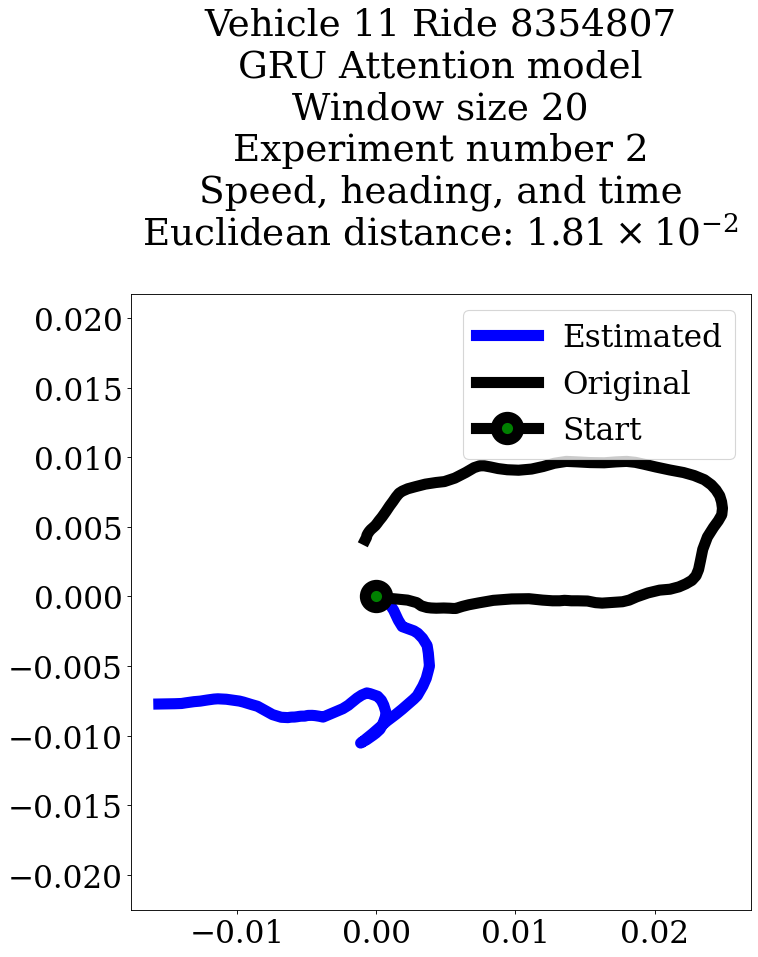 Vehicle 11 Ride 8354807
GRU Attention model
Window size 20
Experiment number 2
Speed, heading, and time
Euclidean distance: 1.81 × 10⁻²
Estimated
Original
Start
0.020
0.015
0.010
0.005
0.000
−0.005
−0.010
−0.015
−0.020
−0.01 0.00 0.01 0.02